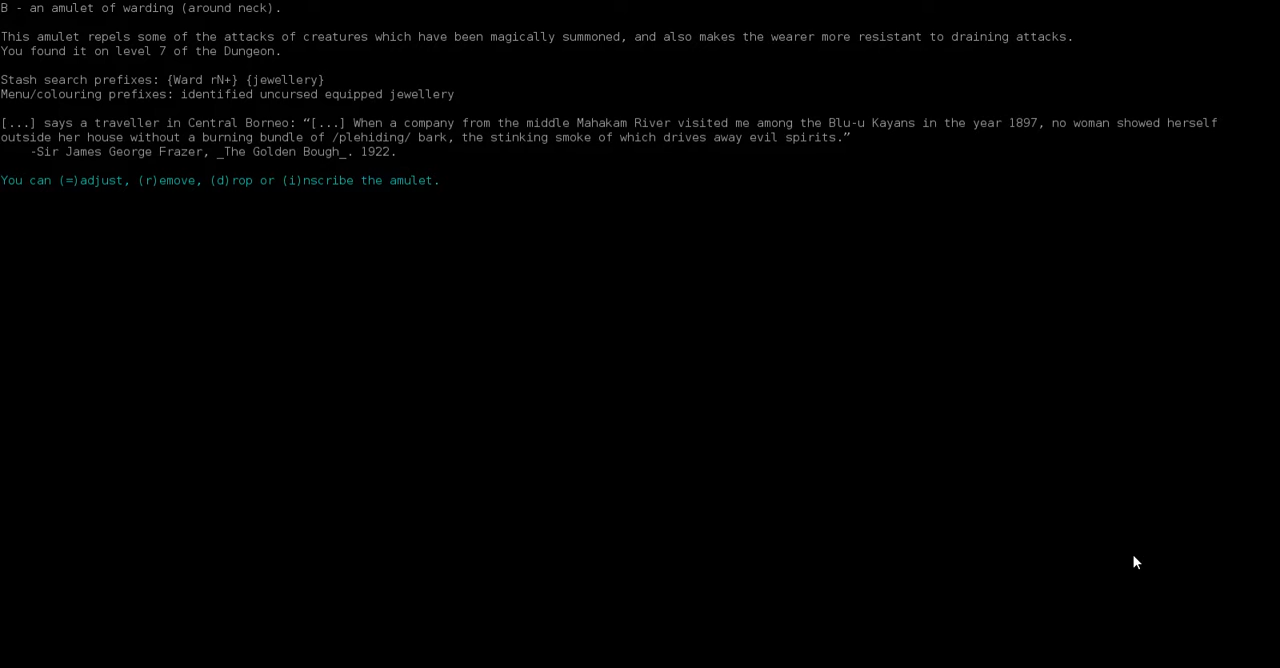 B - an amulet of warding (around neck).
This amulet repels some of the attacks of creatures which have been magically summoned, and also makes the wearer more resistant to draining attacks.
You found it on level 7 of the Dungeon.
Stash search prefixes: {Ward rN+} {jewellery}
Menu/colouring prefixes: identified uncursed equipped jewellery
[...] says a traveller in Central Borneo: “[...] When a company from the middle Mahakam River visited me among the Blu-u Kayans in the year 1897, no woman showed herself
outside her house without a burning bundle of /plehiding/ bark, the stinking smoke of which drives away evil spirits.”
-Sir James George Frazer, _The Golden Bough_. 1922.
You can (=)adjust, (r)emove, (d)rop or (i)nscribe the amulet.